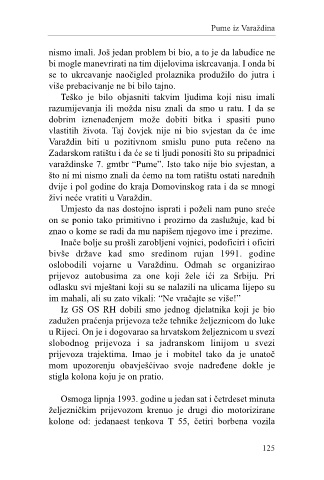 Pume iz Varaždina
nismo imali. Još jedan problem bi bio, a to je da labudice ne
bi mogle manevrirati na tim dijelovima iskrcavanja. I onda bi
se to ukrcavanje naočigled prolaznika produžilo do jutra i
više prebacivanje ne bi bilo tajno.
Teško je bilo objasniti takvim ljudima koji nisu imali
razumijevanja ili možda nisu znali da smo u ratu. I da se
dobrim iznenađenjem može dobiti bitka i spasiti puno
vlastitih života. Taj čovjek nije ni bio svjestan da će ime
Varaždin biti u pozitivnom smislu puno puta rečeno na
Zadarskom ratištu i da će se ti ljudi ponositi što su pripadnici
varaždinske 7. gmtbr “Pume”. Isto tako nije bio svjestan, a
što ni mi nismo znali da ćemo na tom ratištu ostati narednih
dvije i pol godine do kraja Domovinskog rata i da se mnogi
živi neće vratiti u Varaždin.
Umjesto da nas dostojno isprati i poželi nam puno sreće
on se ponio tako primitivno i prozirno da zaslužuje, kad bi
znao o kome se radi da mu napišem njegovo ime i prezime.
Inače bolje su prošli zarobljeni vojnici, podoficiri i oficiri
bivše države kad smo sredinom rujan 1991. godine
oslobodili vojarne u Varaždinu. Odmah se organizirao
prijevoz autobusima za one koji žele ići za Srbiju. Pri
odlasku svi mještani koji su se nalazili na ulicama lijepo su
im mahali, ali su zato vikali: “Ne vračajte se više!”
Iz GS OS RH dobili smo jednog djelatnika koji je bio
zadužen praćenja prijevoza teže tehnike željeznicom do luke
u Rijeci. On je i dogovarao sa hrvatskom željeznicom u svezi
slobodnog prijevoza i sa jadranskom linijom u svezi
prijevoza trajektima. Imao je i mobitel tako da je unatoč
mom upozorenju obavješćivao svoje nadređene dokle je
stigla kolona koju je on pratio.
Osmoga lipnja 1993. godine u jedan sat i četrdeset minuta
željezničkim prijevozom krenuo je drugi dio motorizirane
kolone od: jedanaest tenkova T 55, četiri borbena vozila
125